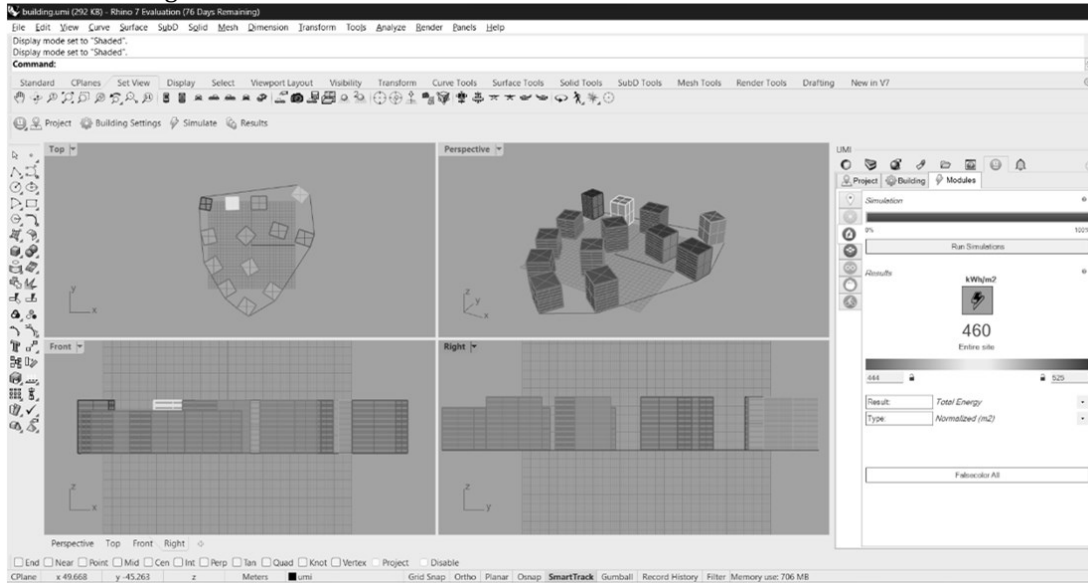 building.umi (292 KB) - Rhino 7 Evaluation (76 Days Remaining)
File Edit View Curve Surface SubD Solid Mesh Dimension Transform Tools Analyze Render Panels Help
Display mode set to "Shaded".
Display mode set to "Shaded".
Command:
Standard CPlanes Set View Display Select Viewport Layout Visibility Transform Curve Tools Surface Tools Solid Tools SubD Tools Mesh Tools Render Tools Drafting New in V7
Project Building Settings Simulate Results
Top
Perspective
UMI
Project Building Modules
Simulation
0% 100%
Run Simulations
Results
kWh/m2
460
Entire site
444 525
Result: Total Energy
Type: Normalized (m2)
Falsecolor All
y
x
z
y
x
Front
Right
z
x
z
y
Perspective Top Front Right
End Near Point Mid Cen Int Perp Tan Quad Knot Vertex Project Disable
CPlane x 49.668 y -45.263 z Meters umi Grid Snap Ortho Planar Osnap SmartTrack Gumball Record History Filter Memory use: 706 MB